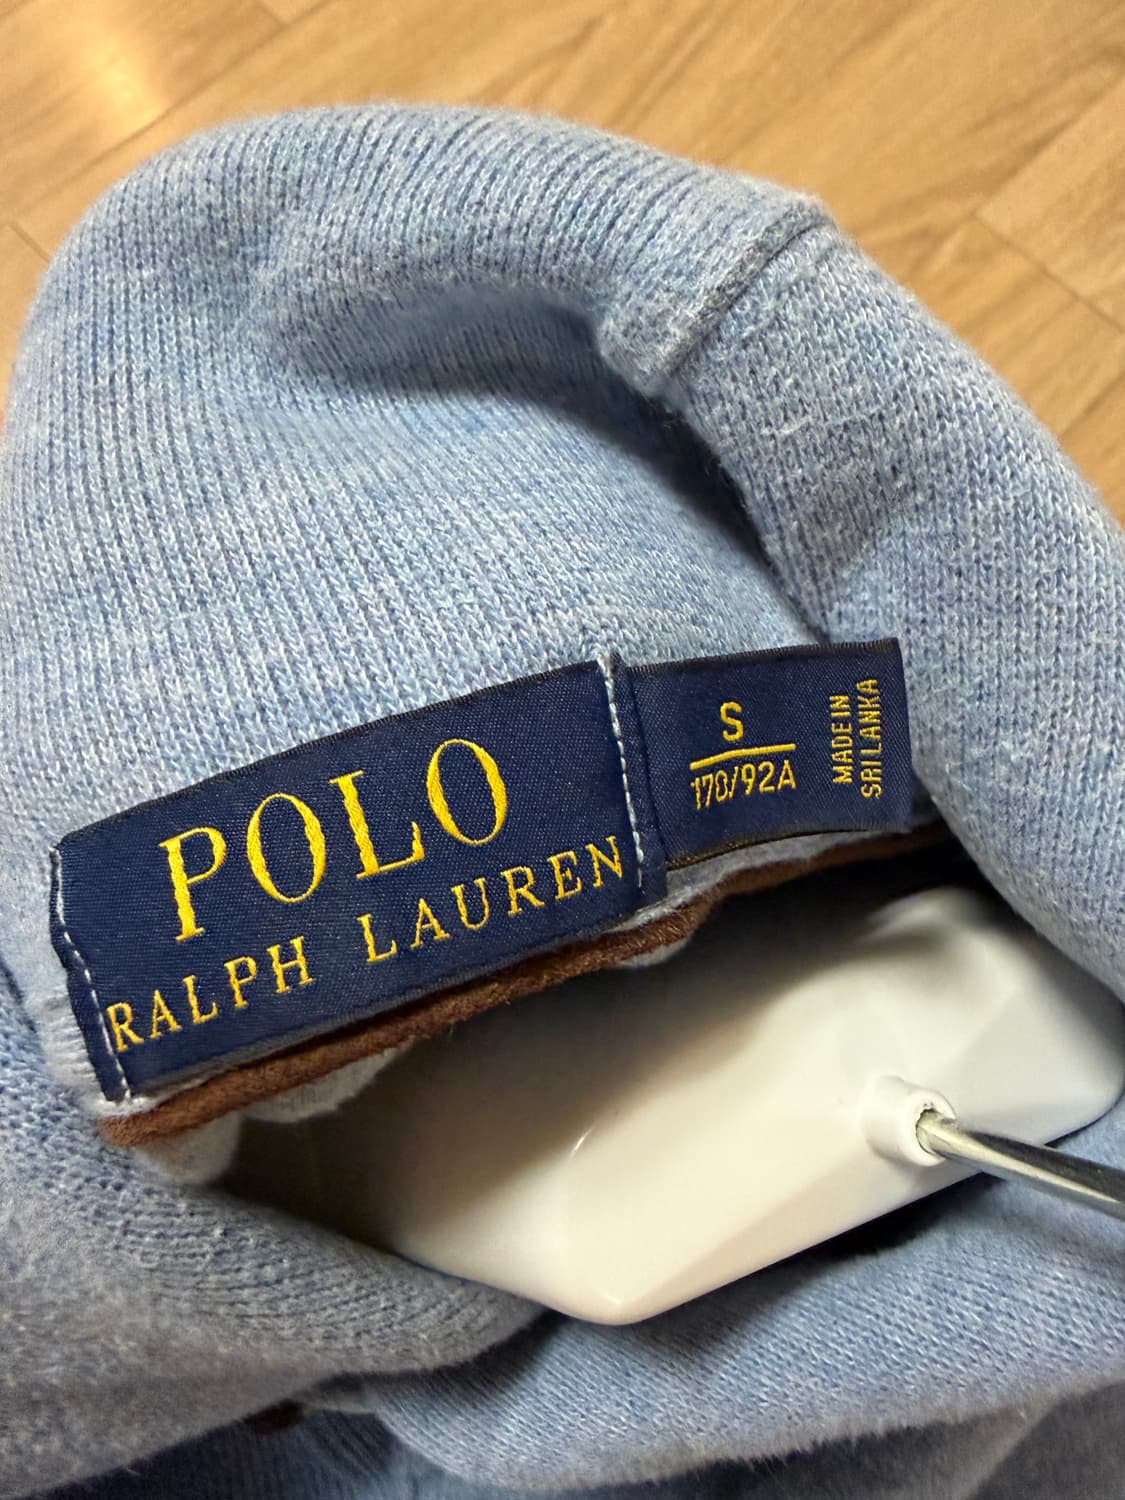 POLO
RALPH LAUREN
S
170/92A
MADE IN
SRI LANKA